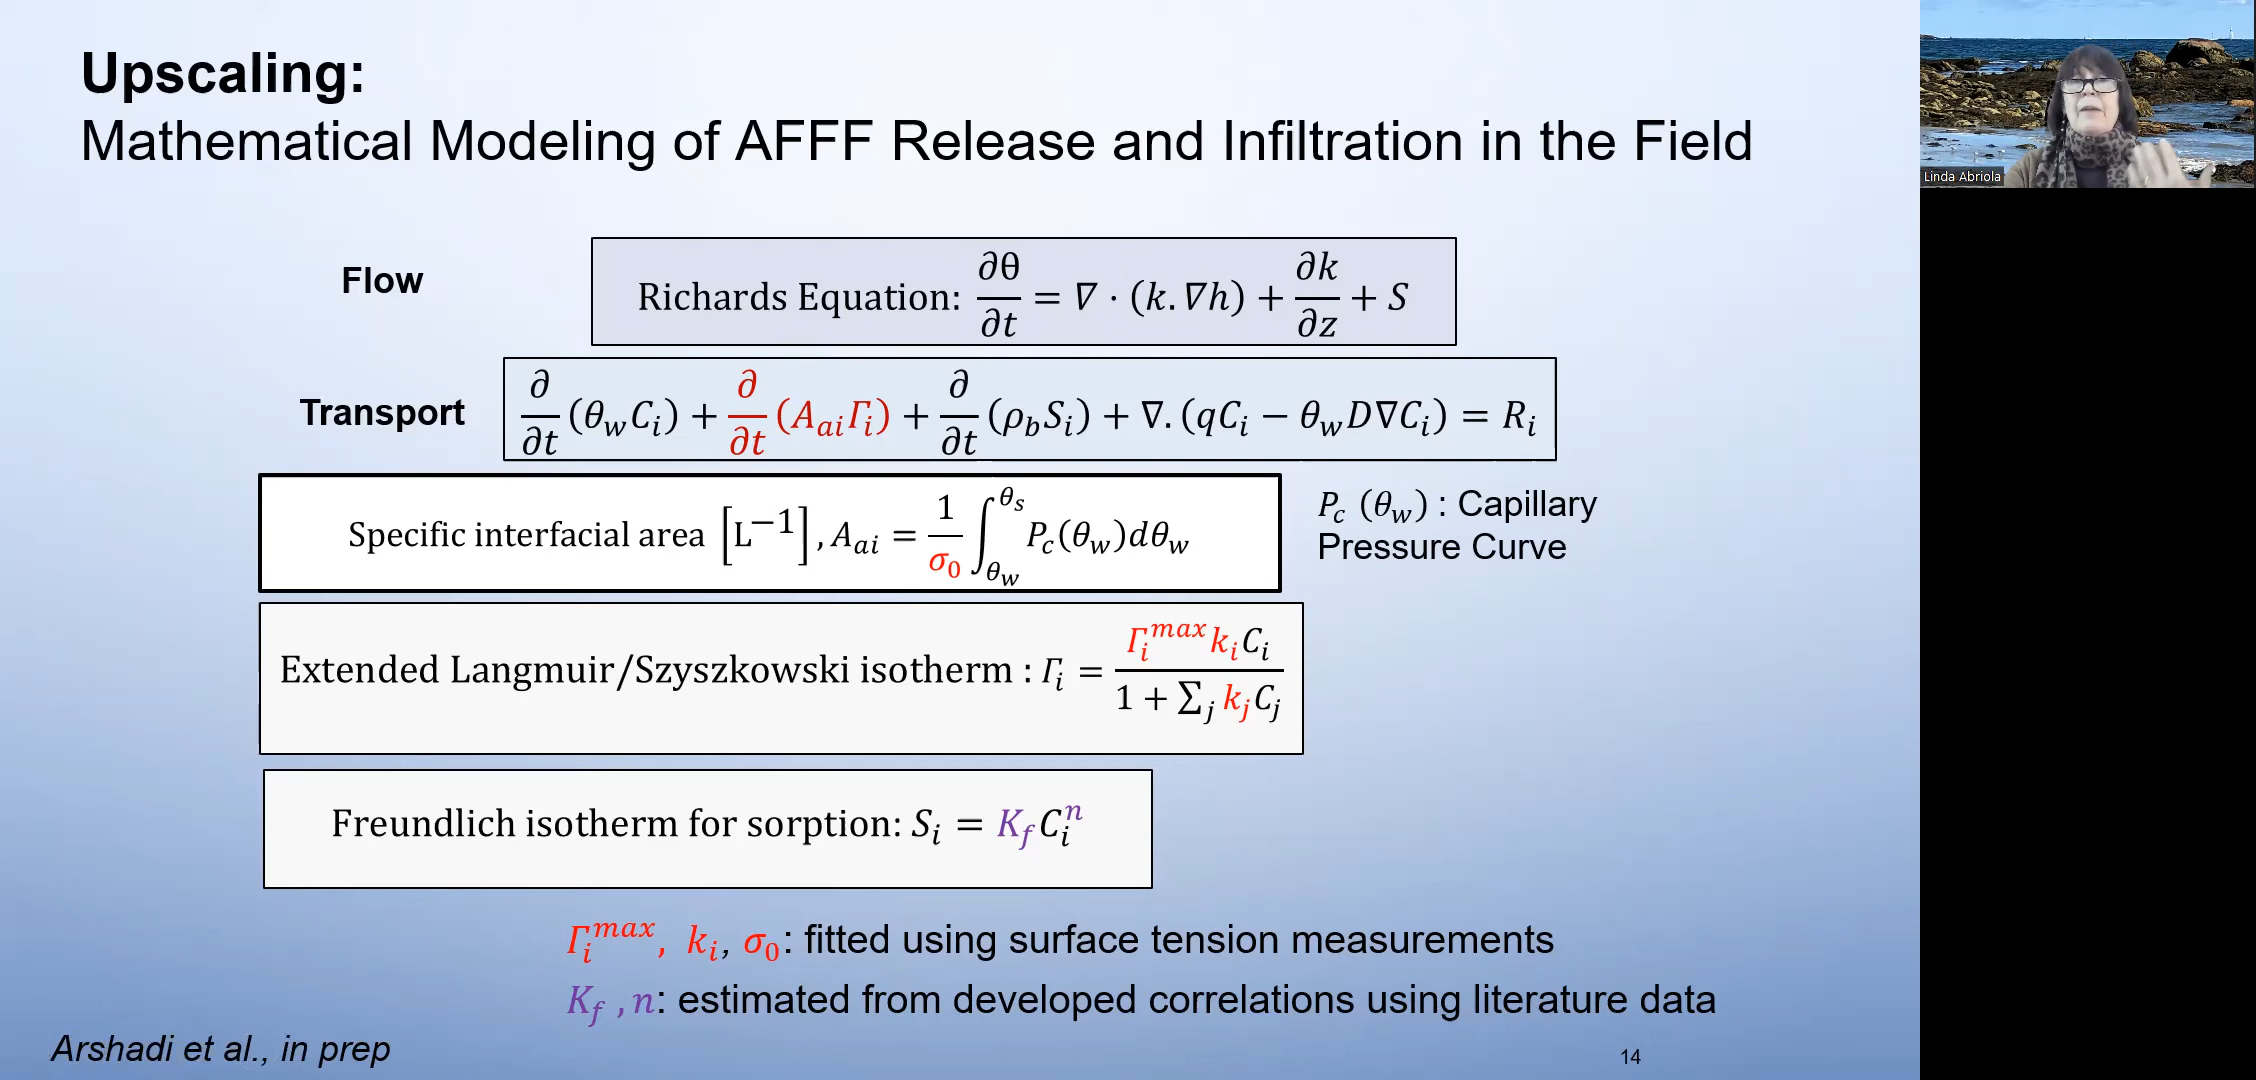 Upscaling:
Mathematical Modeling of AFFF Release and Infiltration in the Field
Linda Abriola
Flow
Richards Equation: ∂θ/∂t = ∇ · (k. ∇h) + ∂k/∂z + S
Transport
∂/∂t (θ_w C_i) + ∂/∂t (A_ai Γ_i) + ∂/∂t (ρ_b S_i) + ∇. (qC_i − θ_w D∇C_i) = R_i
Specific interfacial area [L^−1], A_ai = 1/σ_0 ∫_θ_w^θ_s P_c(θ_w)dθ_w
P_c (θ_w) : Capillary
Pressure Curve
Extended Langmuir/Szyszkowski isotherm : Γ_i = Γ_i^max k_i C_i / 1 + ∑_j k_j C_j
Freundlich isotherm for sorption: S_i = K_f C_i^n
Γ_i^max, k_i, σ_0: fitted using surface tension measurements
K_f , n: estimated from developed correlations using literature data
Arshadi et al., in prep
14